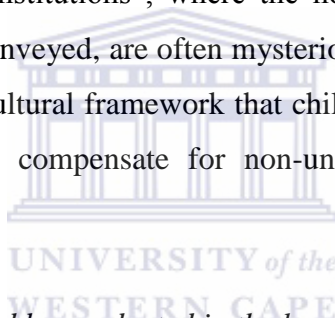 nstitutions , where the
nveyed, are often mysterio
ultural framework that chil
compensate for non-un
UNIVERSITY of the
WESTERN CAPE